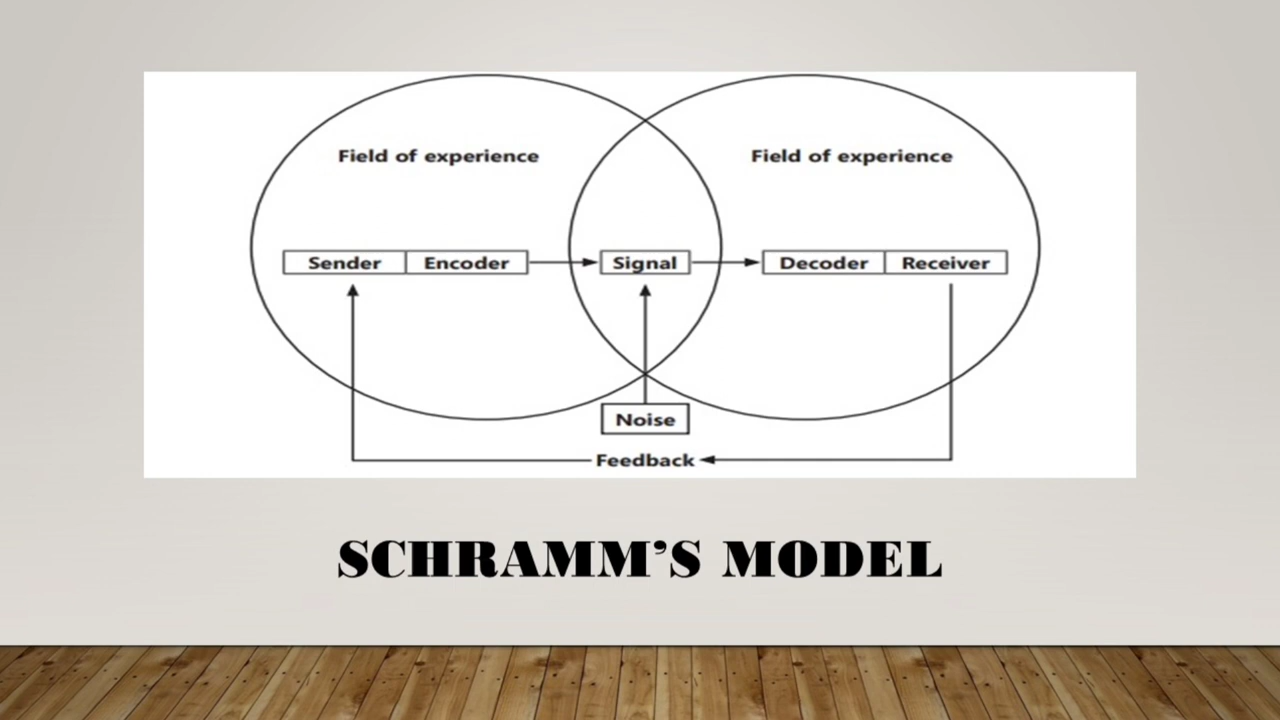 Field of experience
Field of experience
Sender Encoder Signal Decoder Receiver
Noise
Feedback
SCHRAMM’S MODEL